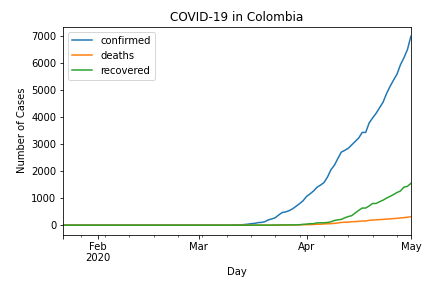 COVID-19 in Colombia
confirmed
deaths
recovered
Number of Cases
7000
6000
5000
4000
3000
2000
1000
0
Feb
2020
Mar
Apr
May
Day